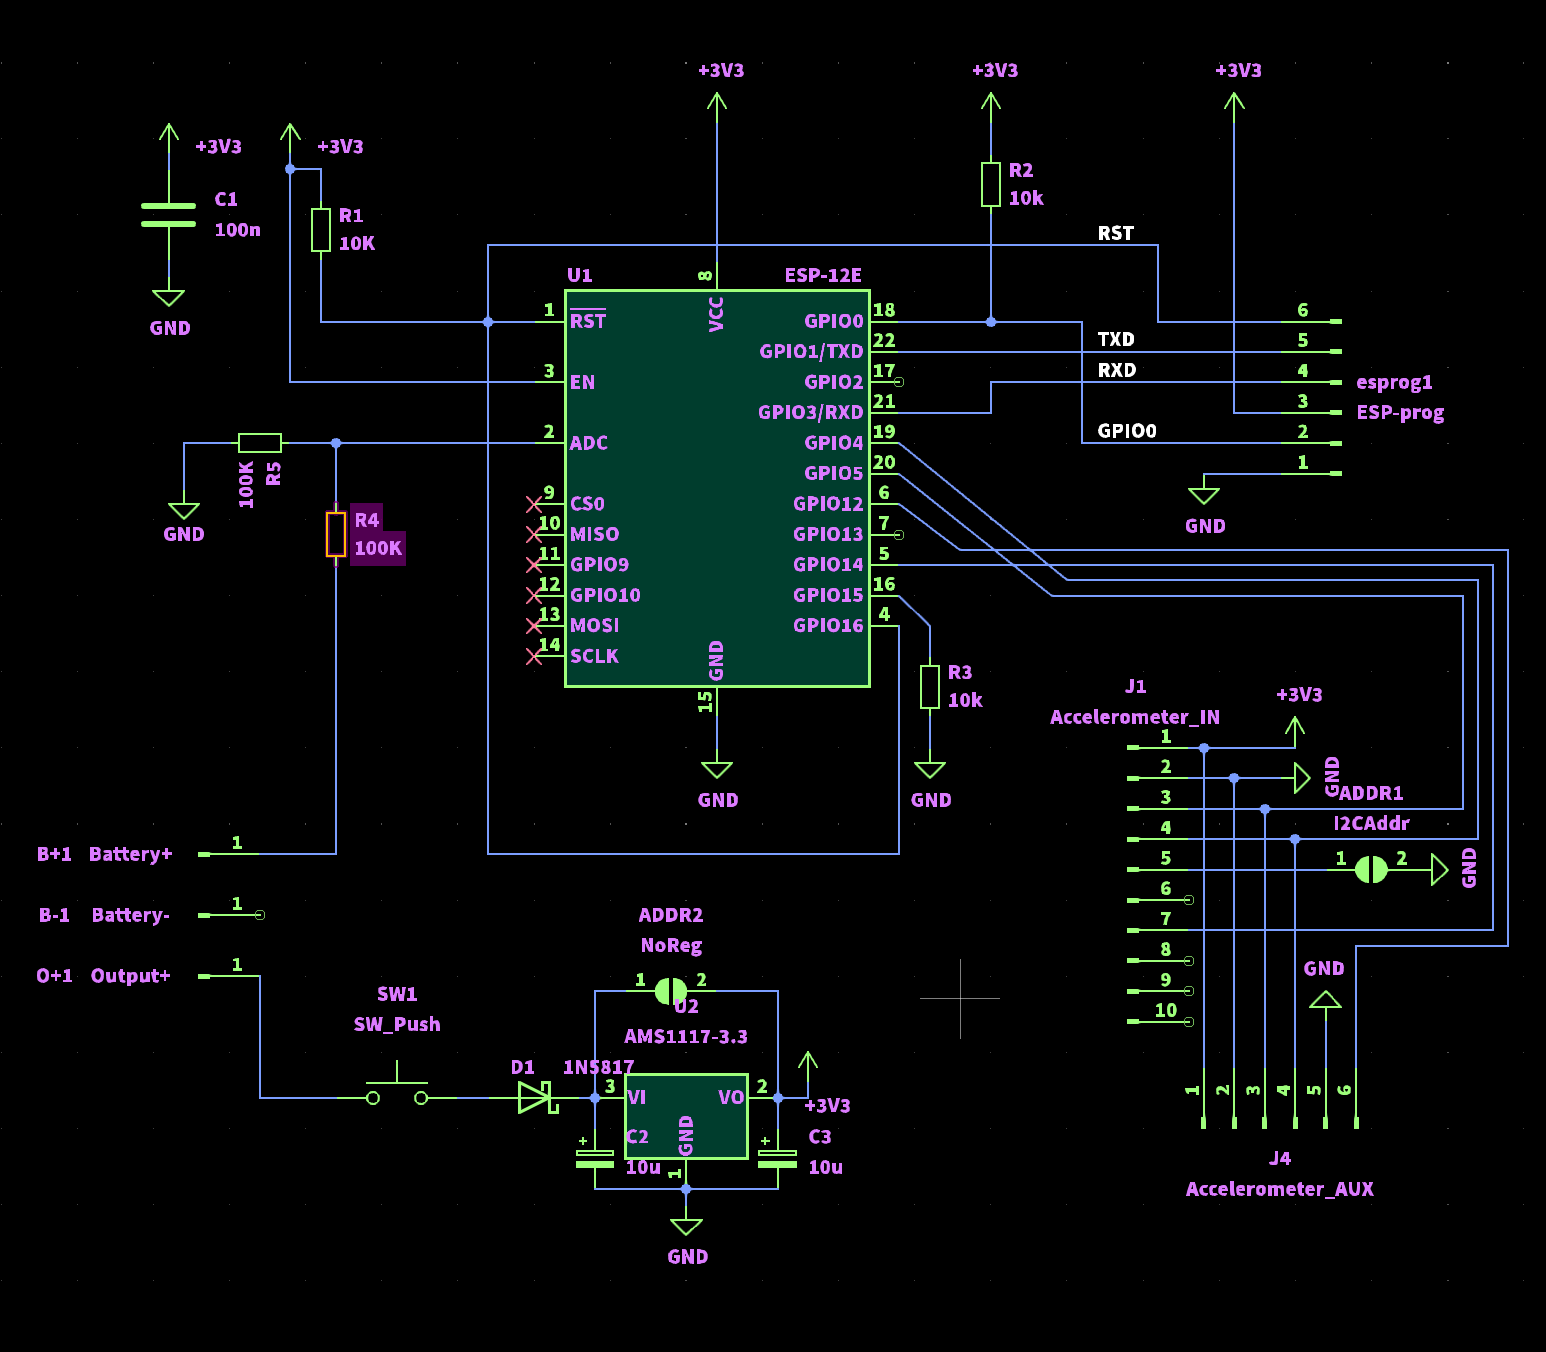 +3V3
+3V3
+3V3
+3V3
+3V3
C1
100n
GND
R1
10K
R2
10k
RST
U1
ESP-12E
8
VCC
1
RST
3
EN
2
ADC
9
CS0
10
MISO
11
GPIO9
12
GPIO10
13
MOSI
14
SCLK
GPIO0
18
GPIO1/TXD
22
GPIO2
17
GPIO3/RXD
21
GPIO4
19
GPIO5
20
GPIO12
6
GPIO13
7
GPIO14
5
GPIO15
16
GPIO16
4
GND
15
GND
TXD
RXD
GPIO0
6
5
4
3
2
1
esprog1
ESP-prog
GND
100K
R5
GND
R4
100K
R3
10k
GND
J1
Accelerometer_IN
+3V3
1
2
3
4
5
6
7
8
9
10
GND
ADDR1
I2CAddr
1
2
GND
GND
1
2
3
4
5
6
J4
Accelerometer_AUX
B+1
Battery+
1
B-1
Battery-
1
O+1
Output+
1
SW1
SW_Push
D1
1N5817
ADDR2
NoReg
1
2
U2
AMS1117-3.3
3
VI
VO
2
GND
1
+3V3
C2
10u
C3
10u
GND